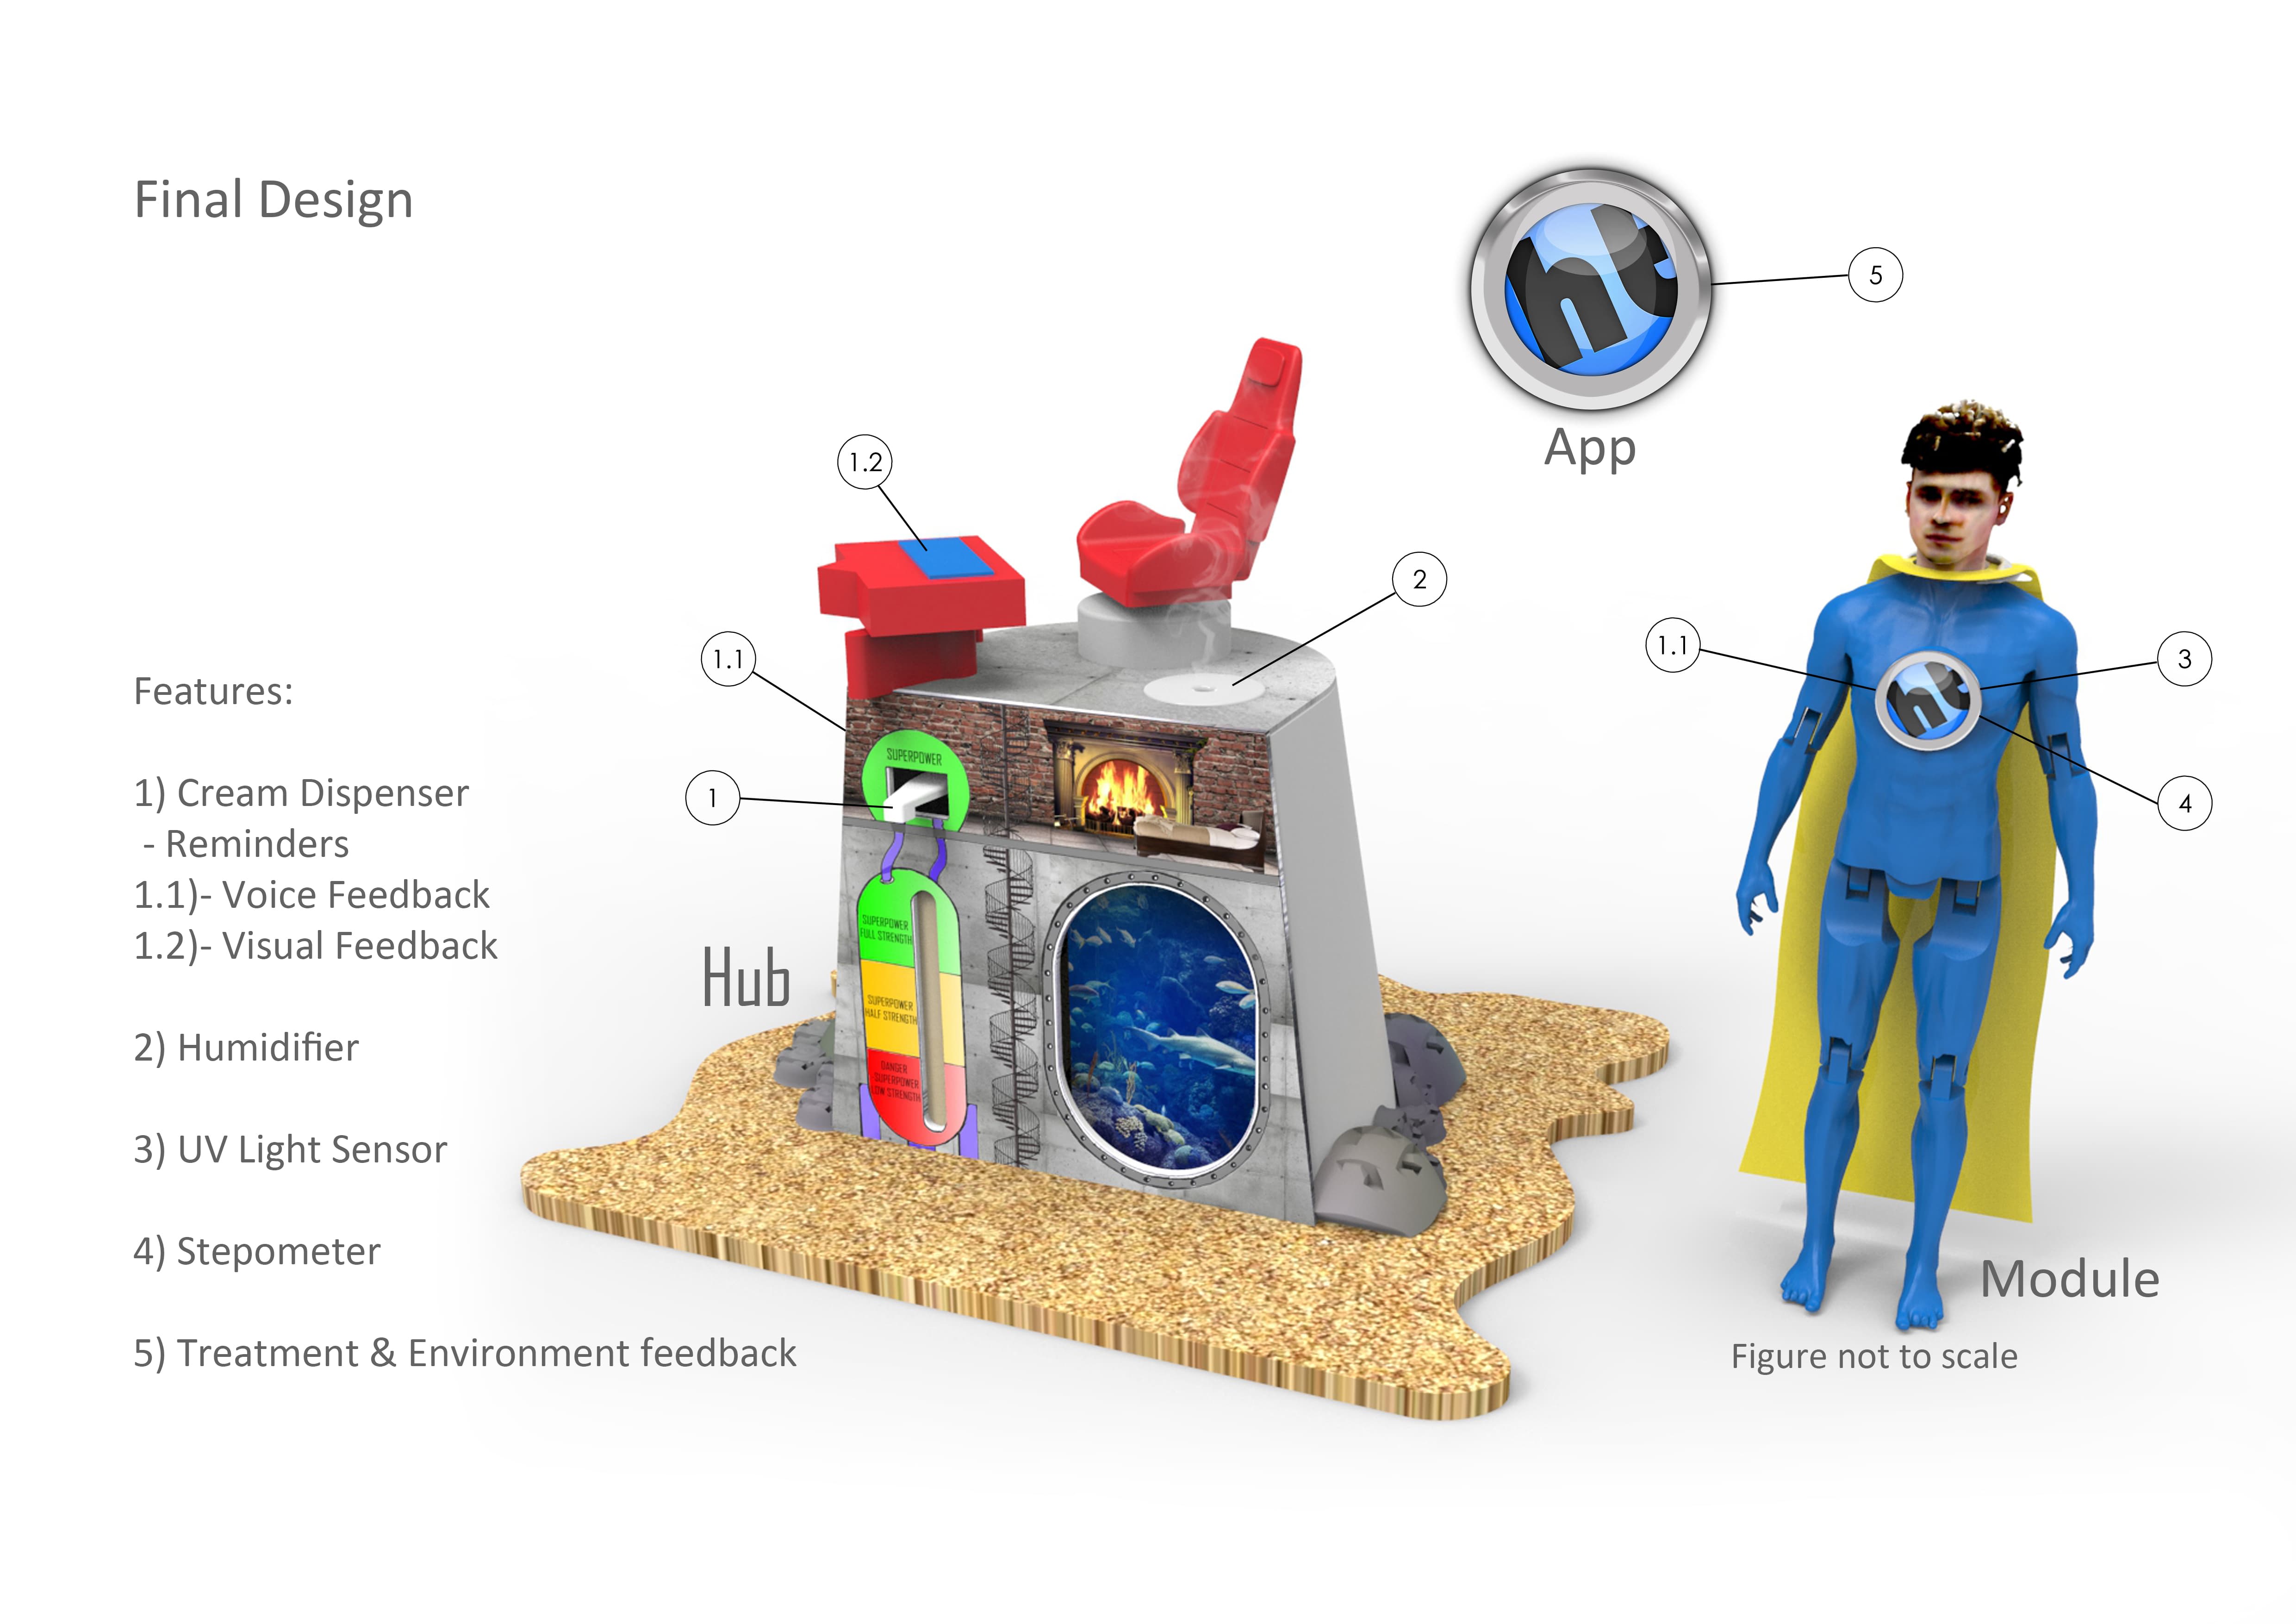 Final Design
5
App
1.2
2
1.1
1.1
3
Features:
SUPERPOWER
1) Cream Dispenser
1
4
- Reminders
1.1)- Voice Feedback
1.2)- Visual Feedback
SUPERPOWER
FULL STRENGTH
Hub
SUPERPOWER
HALF STRENGTH
2) Humidifier
DANGER
SUPERPOWER
LOW STRENGTH
3) UV Light Sensor
4) Stepometer
Module
5) Treatment & Environment feedback
Figure not to scale